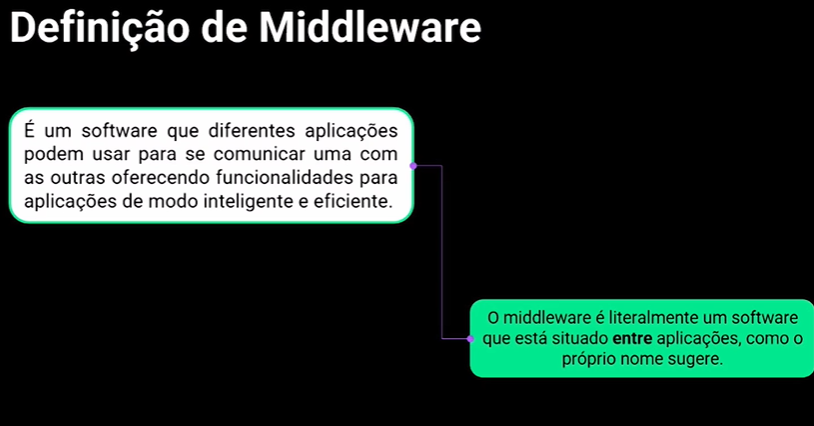 Definição de Middleware
É um software que diferentes aplicações
podem usar para se comunicar uma com
as outras oferecendo funcionalidades para
aplicações de modo inteligente e eficiente.
O middleware é literalmente um software
que está situado entre aplicações, como o
próprio nome sugere.